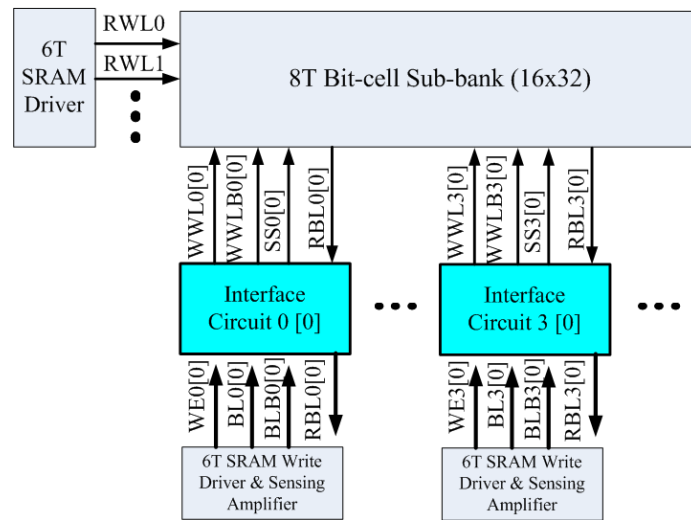 6T
SRAM
Driver
RWL0
RWL1
8T Bit-cell Sub-bank (16x32)
WWL0[0]
WWLB0[0]
SS0[0]
RBL0[0]
WWL3[0]
WWLB3[0]
SS3[0]
RBL3[0]
Interface
Circuit 0 [0]
Interface
Circuit 3 [0]
WE0[0]
BL0[0]
BLB0[0]
RBL0[0]
WE3[0]
BL3[0]
BLB3[0]
RBL3[0]
6T SRAM Write
Driver & Sensing
Amplifier
6T SRAM Write
Driver & Sensing
Amplifier